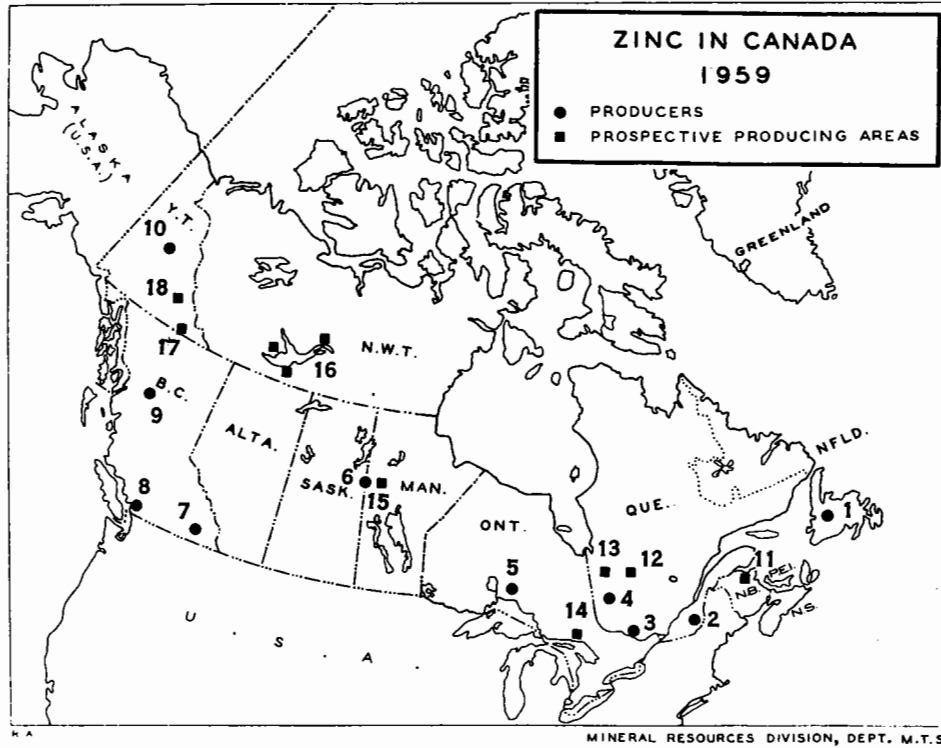 ZINC IN CANADA
1959
● PRODUCERS
■ PROSPECTIVE PRODUCING AREAS
ALASKA
(U.S.A.)
Y.T.
10
18
17
GREENLAND
N.W.T.
16
B.C.
9
ALTA.
NFLD.
6
SASK.
15
MAN.
QUE.
8
7
ONT.
1
13
12
11
P.E.I.
5
4
N.B.
N.S.
14
3
2
U. S. A.
R A
MINERAL RESOURCES DIVISION, DEPT. M.T.S